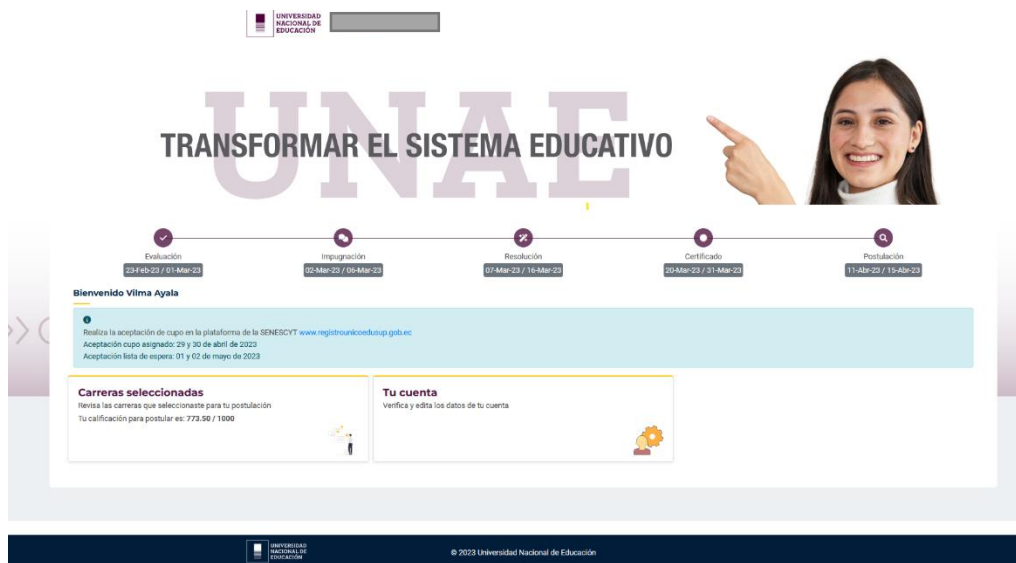 UNIVERSIDAD
NACIONAL DE
EDUCACIÓN
UNAE
TRANSFORMAR EL SISTEMA EDUCATIVO
Evaluación
23-Feb-23 / 01-Mar-23
Impugnación
02-Mar-23 / 06-Mar-23
Resolución
07-Mar-23 / 16-Mar-23
Certificado
20-Mar-23 / 31-Mar-23
Postulación
11-Abr-23 / 15-Abr-23
Bienvenido Vilma Ayala
Realiza la aceptación de cupo en la plataforma de la SENESCYT www.registrounicoedusup.gob.ec
Aceptación cupo asignado: 29 y 30 de abril de 2023
Aceptación lista de espera: 01 y 02 de mayo de 2023
Carreras seleccionadas
Revisa las carreras que seleccionaste para tu postulación
Tu calificación para postular es: 773.50 / 1000
Tu cuenta
Verifica y edita los datos de tu cuenta
UNIVERSIDAD
NACIONAL DE
EDUCACIÓN
© 2023 Universidad Nacional de Educación